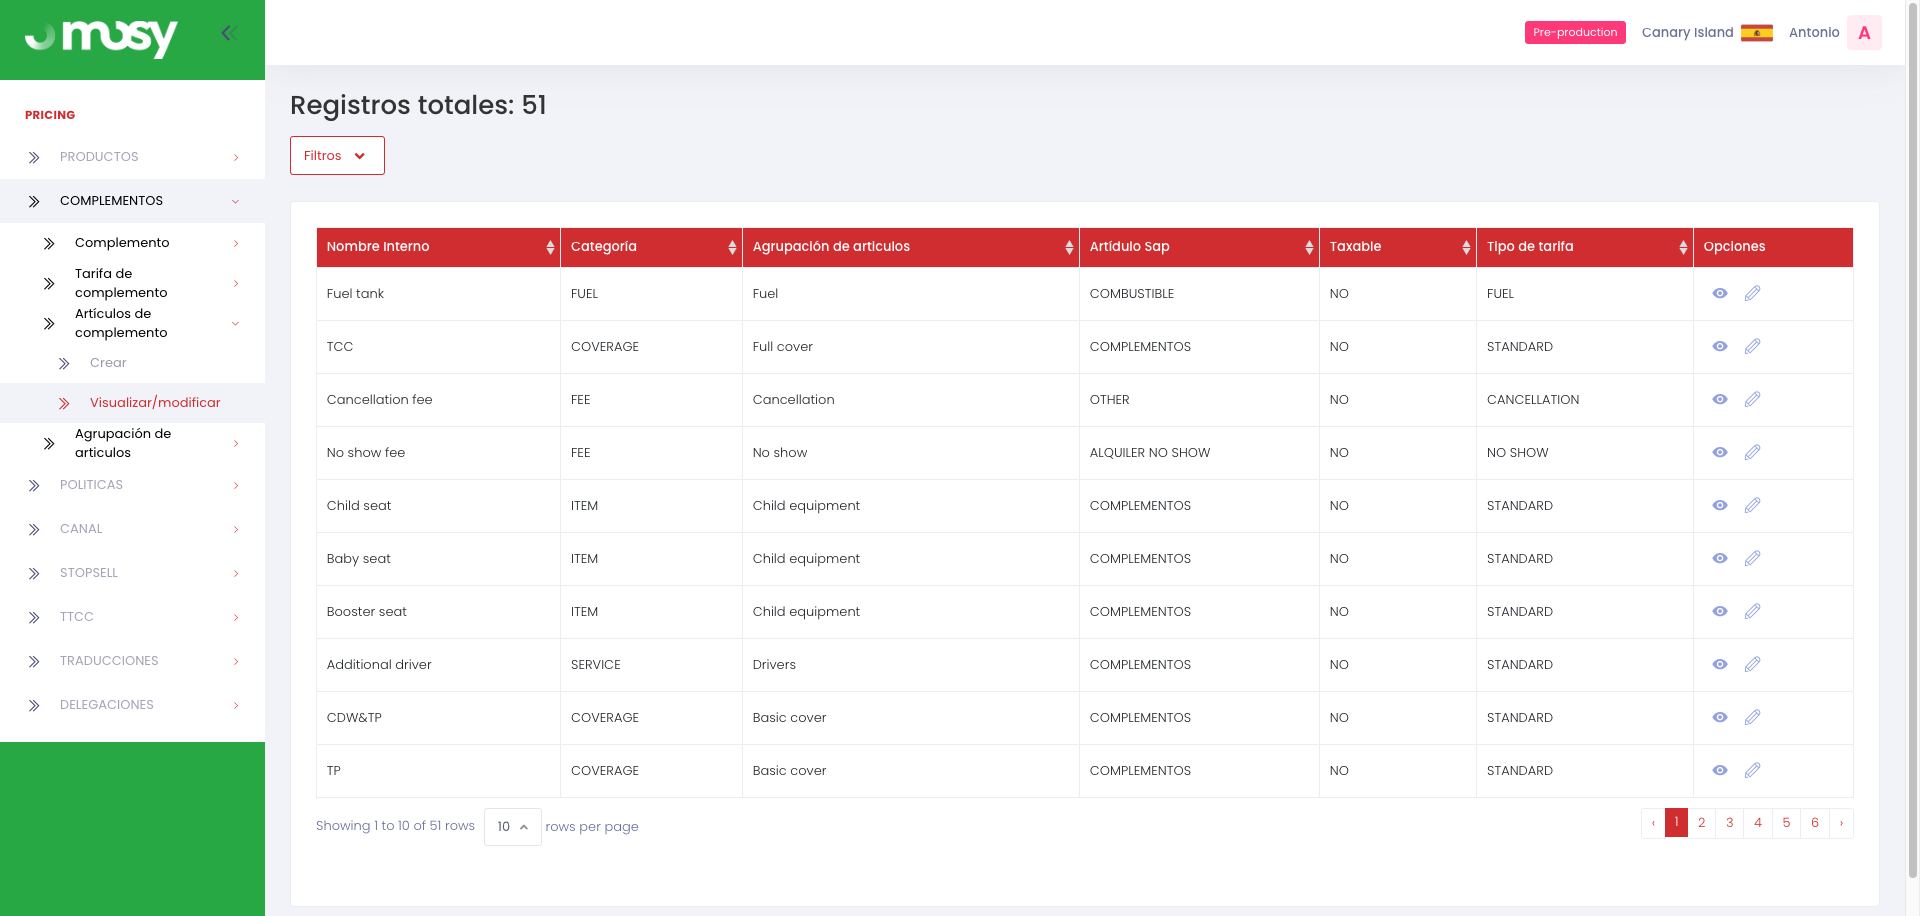 mosy
Pre-production
Canary Island
Antonio
A
PRICING
PRODUCTOS
COMPLEMENTOS
Complemento
Tarifa de
complemento
Artículos de
complemento
Crear
Visualizar/modificar
Agrupación de
articulos
POLITICAS
CANAL
STOPSELL
TTCC
TRADUCCIONES
DELEGACIONES
Registros totales: 51
Filtros
Nombre Interno Categoría Agrupación de articulos Artídulo Sap Taxable Tipo de tarifa Opciones
Fuel tank FUEL Fuel COMBUSTIBLE NO FUEL
TCC COVERAGE Full cover COMPLEMENTOS NO STANDARD
Cancellation fee FEE Cancellation OTHER NO CANCELLATION
No show fee FEE No show ALQUILER NO SHOW NO NO SHOW
Child seat ITEM Child equipment COMPLEMENTOS NO STANDARD
Baby seat ITEM Child equipment COMPLEMENTOS NO STANDARD
Booster seat ITEM Child equipment COMPLEMENTOS NO STANDARD
Additional driver SERVICE Drivers COMPLEMENTOS NO STANDARD
CDW&TP COVERAGE Basic cover COMPLEMENTOS NO STANDARD
TP COVERAGE Basic cover COMPLEMENTOS NO STANDARD
Showing 1 to 10 of 51 rows 10 rows per page
‹ 1 2 3 4 5 6 ›